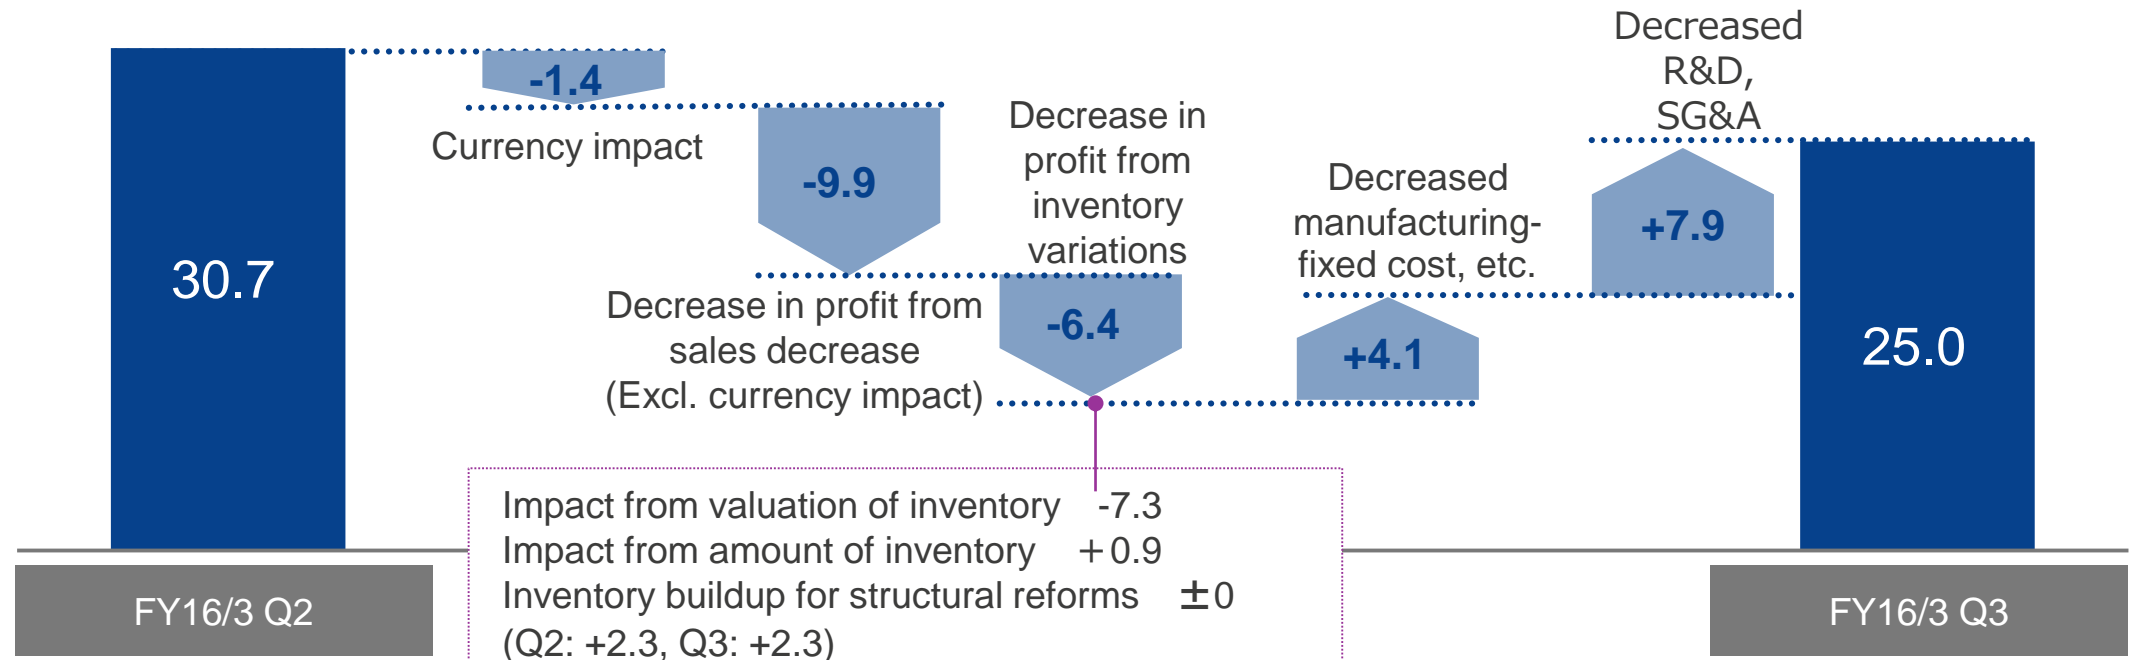 30.7
FY16/3 Q2
-1.4
Currency impact
-9.9
Decrease in profit from
sales decrease
(Excl. currency impact)
Decrease in
profit from
inventory
variations
-6.4
Impact from valuation of inventory -7.3
Impact from amount of inventory +0.9
Inventory buildup for structural reforms ±0
(Q2: +2.3, Q3: +2.3)
Decreased
manufacturing-
fixed cost, etc.
+4.1
Decreased
R&D,
SG&A
+7.9
25.0
FY16/3 Q3